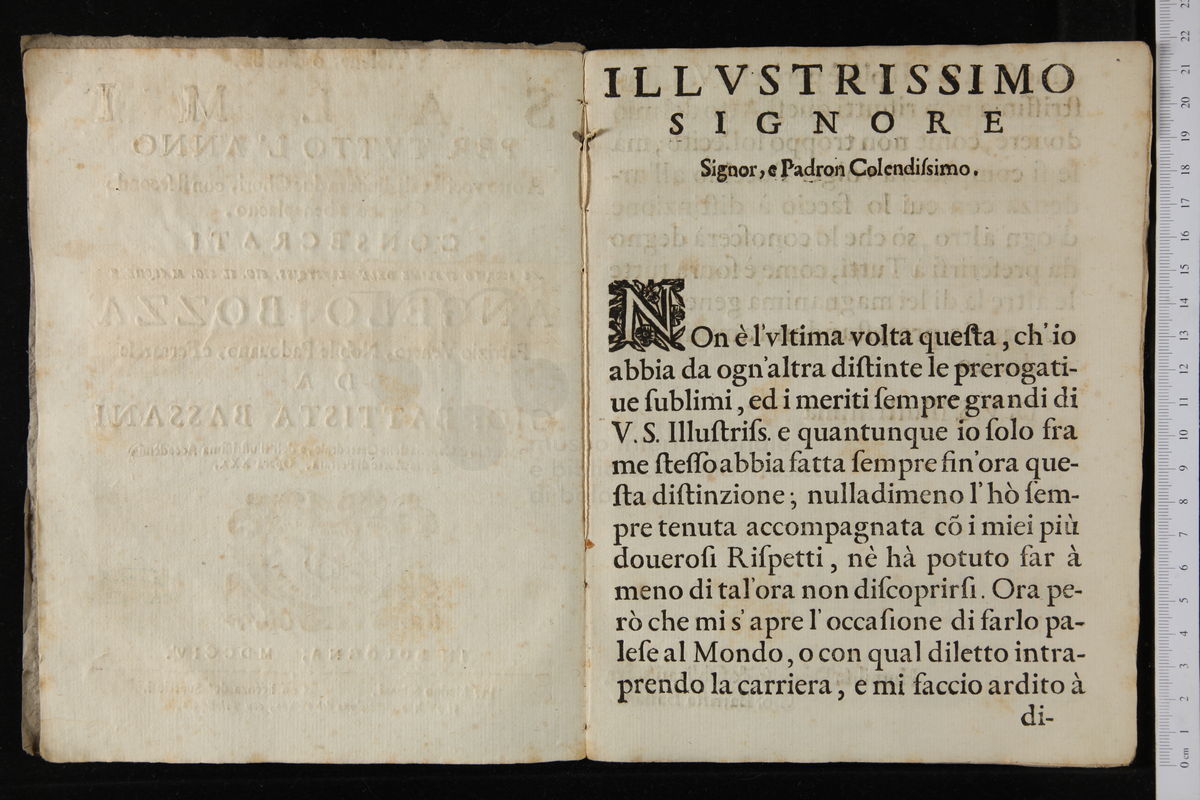 ILLVSTRISSIMO
SIGNORE
Signor, e Padron Colendiſsimo.
NOn è l'vltima volta queſta, ch'io
abbia da ogn'altra diſtinte le prerogati-
ue ſublimi, ed i meriti ſempre grandi di
V. S. Illuſtriſs. e quantunque io ſolo fra
me ſteſſo abbia fatta ſempre fin'ora que-
ſta diſtinzione; nulladimeno l'hò ſem-
pre tenuta accompagnata cõ i miei più
douerofi Riſpetti, nè hà potuto far à
meno di tal'ora non diſcoprirſi. Ora pe-
rò che mi s'apre l'occaſione di farlo pa-
leſe al Mondo, o con qual diletto intra-
prendo la carriera, e mi faccio ardito à
di-